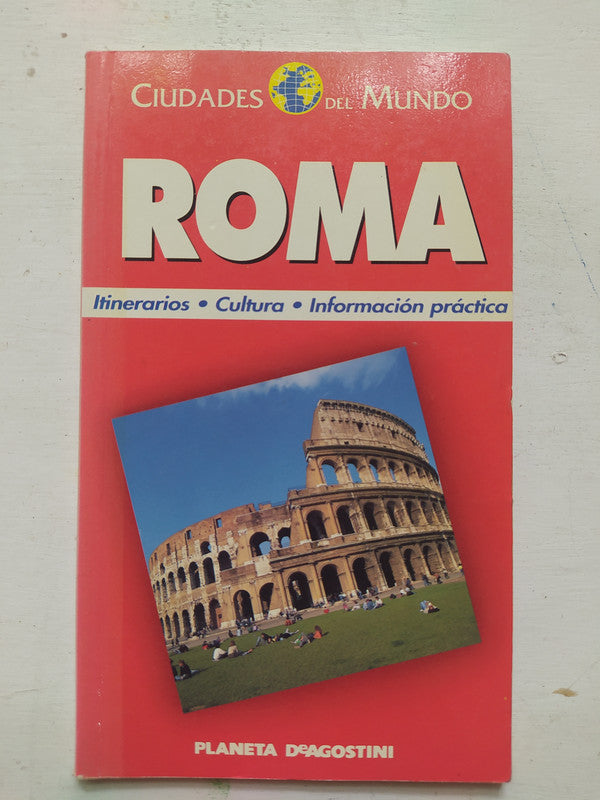 CIUDADES DEL MUNDO
ROMA
Itinerarios • Cultura • Información práctica
PLANETA DeAGOSTINI